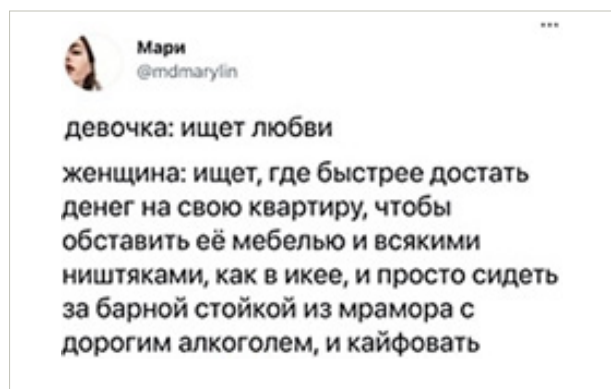 Мари
@mdmarylin
девочка: ищет любви
женщина: ищет, где быстрее достать
денег на свою квартиру, чтобы
обставить её мебелью и всякими
ништяками, как в икее, и просто сидеть
за барной стойкой из мрамора с
дорогим алкоголем, и кайфовать